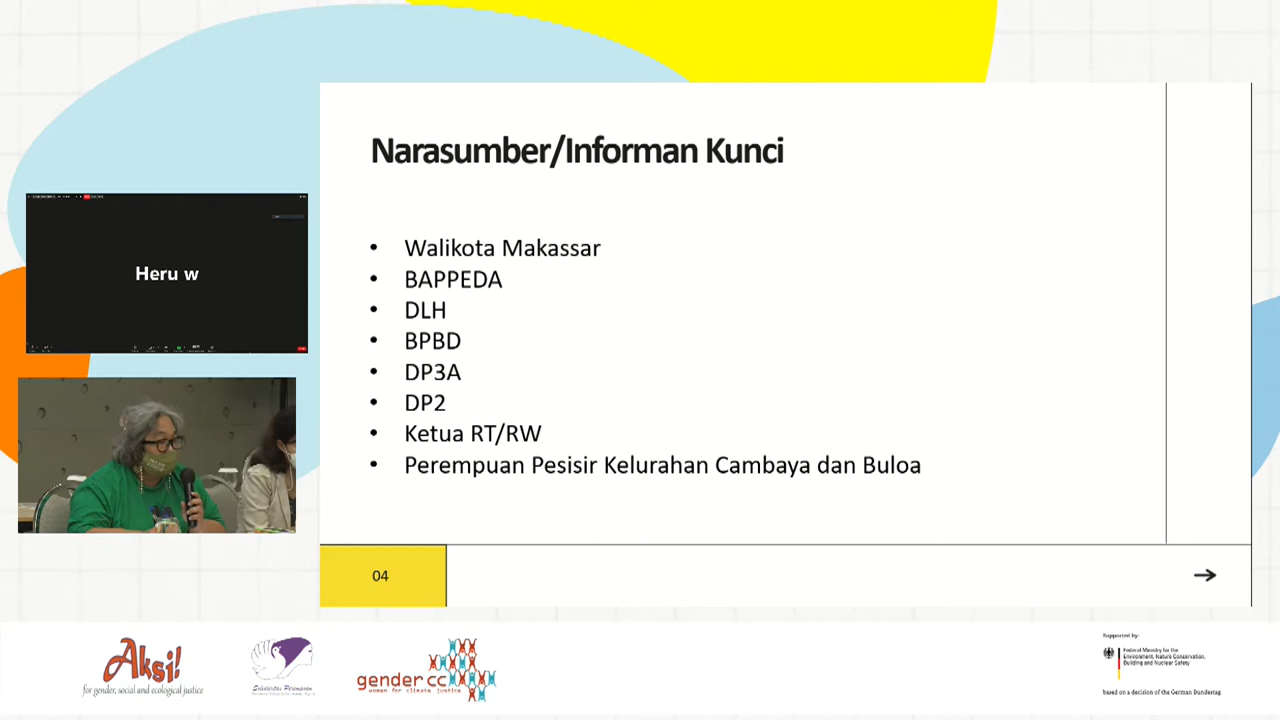 Narasumber/Informan Kunci
• Walikota Makassar
• BAPPEDA
• DLH
• BPBD
• DP3A
• DP2
• Ketua RT/RW
• Perempuan Pesisir Kelurahan Cambaya dan Buloa
04
Heru w
Aksi!
for gender, social and ecological justice
Solidaritas Perempuan
gender cc
women for climate justice
Supported by:
Federal Ministry for the
Environment, Nature Conservation,
Building and Nuclear Safety
based on a decision of the German Bundestag